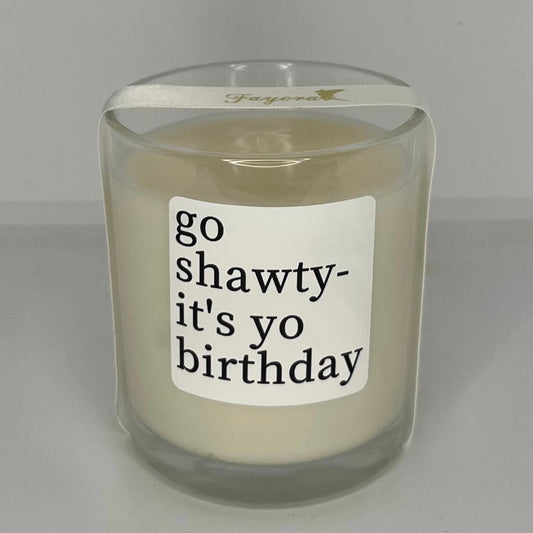 Fayora
go
shawty-
it's yo
birthday